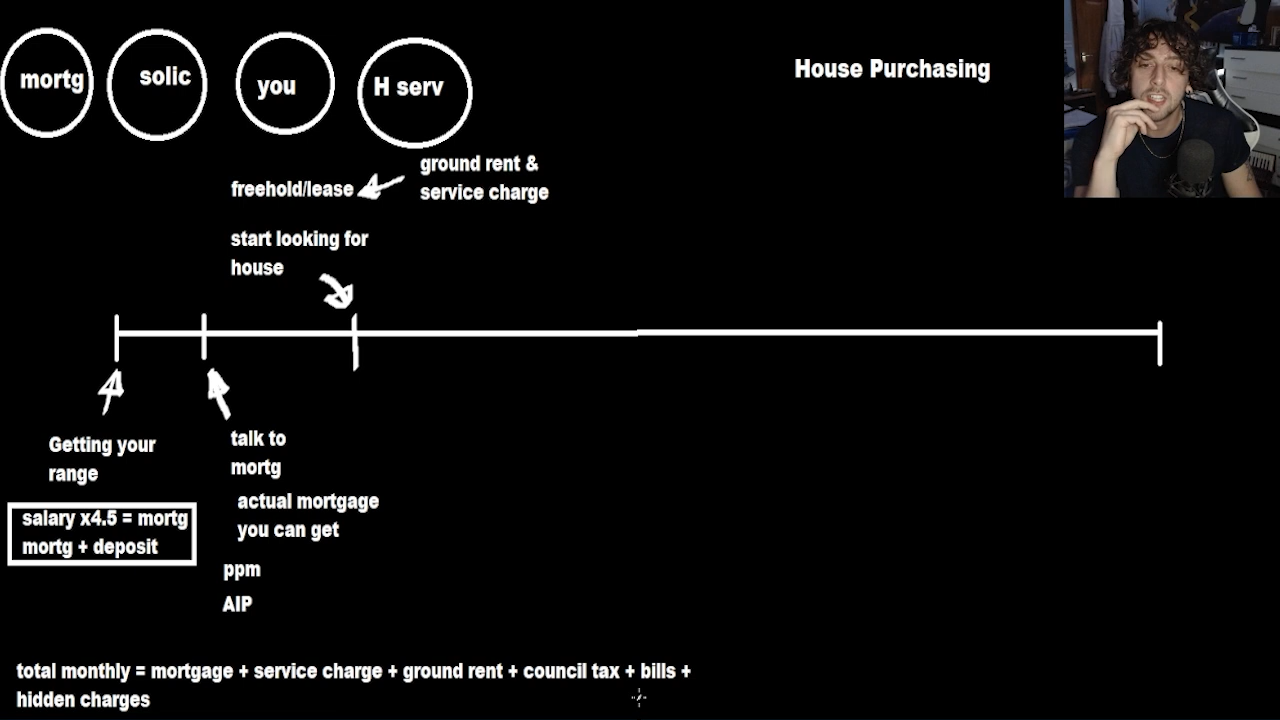 mortg
solic
you
H serv
House Purchasing
ground rent &
service charge
freehold/lease
start looking for
house
Getting your
range
salary x4.5 = mortg
mortg + deposit
talk to
mortg
actual mortgage
you can get
ppm
AIP
total monthly = mortgage + service charge + ground rent + council tax + bills +
hidden charges